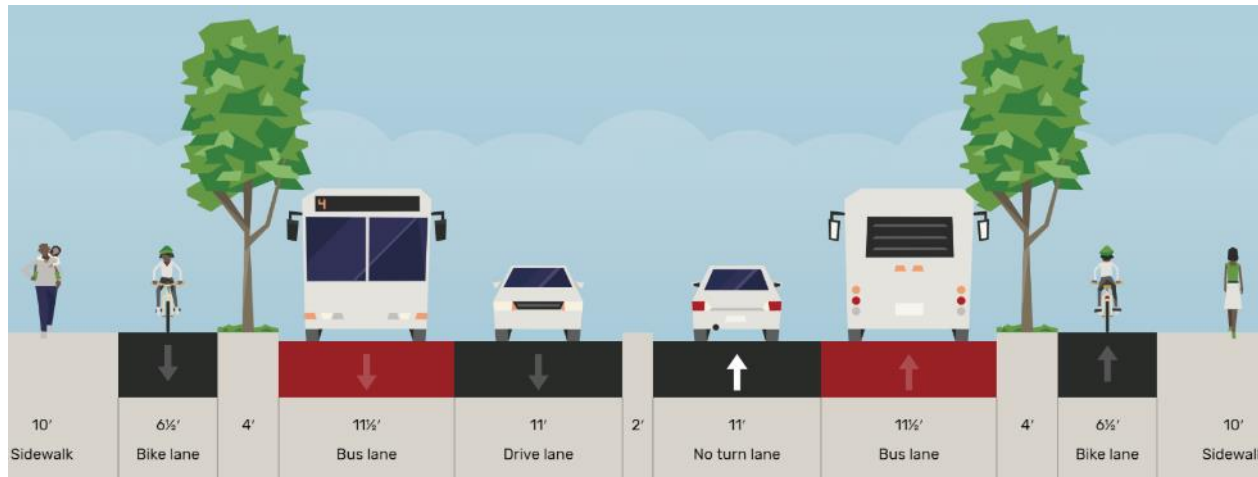 4
10′ 6½′ 4′ 11½′ 11′ 2′ 11′ 11½′ 4′ 6½′ 10′
Sidewalk Bike lane Bus lane Drive lane No turn lane Bus lane Bike lane Sidewal